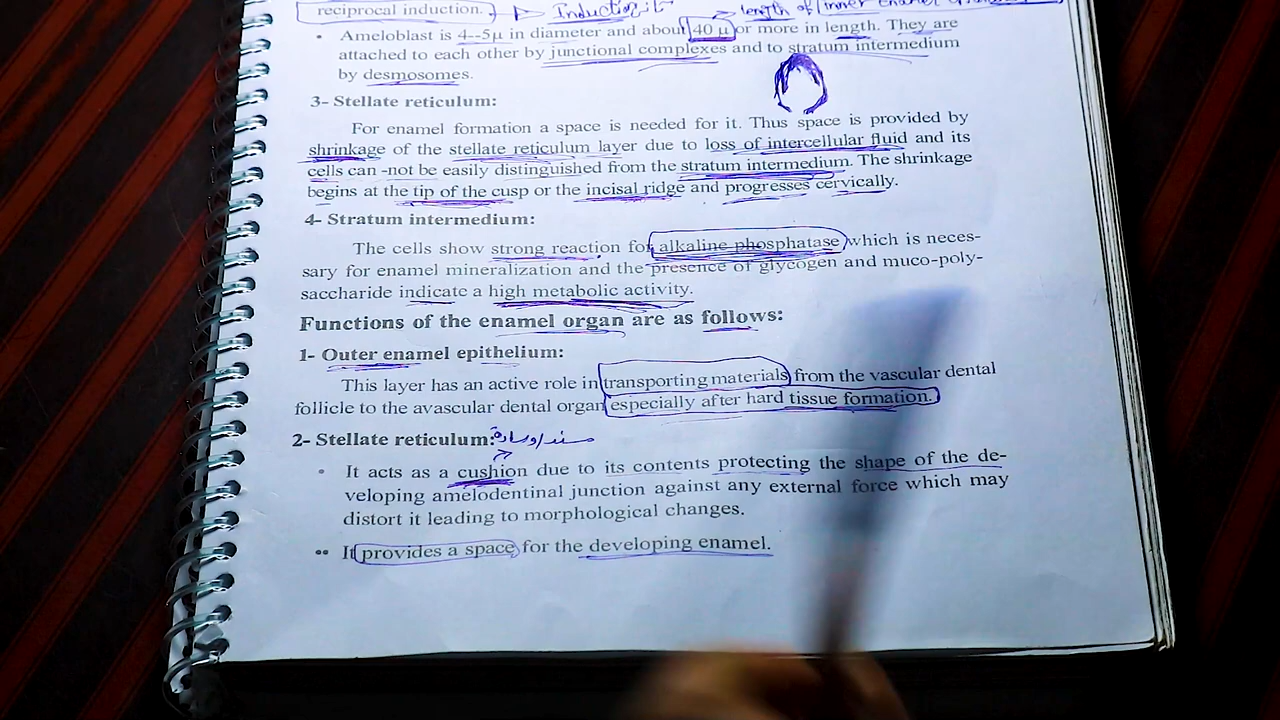 reciprocal induction. Induction length of inner enamel
• Ameloblast is 4--5μ in diameter and about 40 μ or more in length. They are
attached to each other by junctional complexes and to stratum intermedium
by desmosomes.
3- Stellate reticulum:
For enamel formation a space is needed for it. Thus space is provided by
shrinkage of the stellate reticulum layer due to loss of intercellular fluid and its
cells can -not be easily distinguished from the stratum intermedium. The shrinkage
begins at the tip of the cusp or the incisal ridge and progresses cervically.
4- Stratum intermedium:
The cells show strong reaction for alkaline phosphatase which is neces-
sary for enamel mineralization and the presence of glycogen and muco-poly-
saccharide indicate a high metabolic activity.
Functions of the enamel organ are as follows:
1- Outer enamel epithelium:
This layer has an active role in transporting materials from the vascular dental
follicle to the avascular dental organ especially after hard tissue formation.
2- Stellate reticulum:
• It acts as a cushion due to its contents protecting the shape of the de-
veloping amelodentinal junction against any external force which may
distort it leading to morphological changes.
•• It provides a space for the developing enamel.